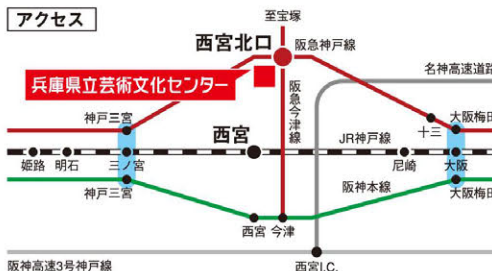 アクセス
至宝塚
西宮北口
阪急神戸線
兵庫県立芸術文化センター
名神高速道路
阪急今津線
神戸三宮
十三
大阪梅田
西宮
JR神戸線
姫路
明石
三ノ宮
尼崎
大阪
神戸三宮
阪神本線
大阪梅田
西宮
今津
阪神高速3号神戸線
西宮I.C.